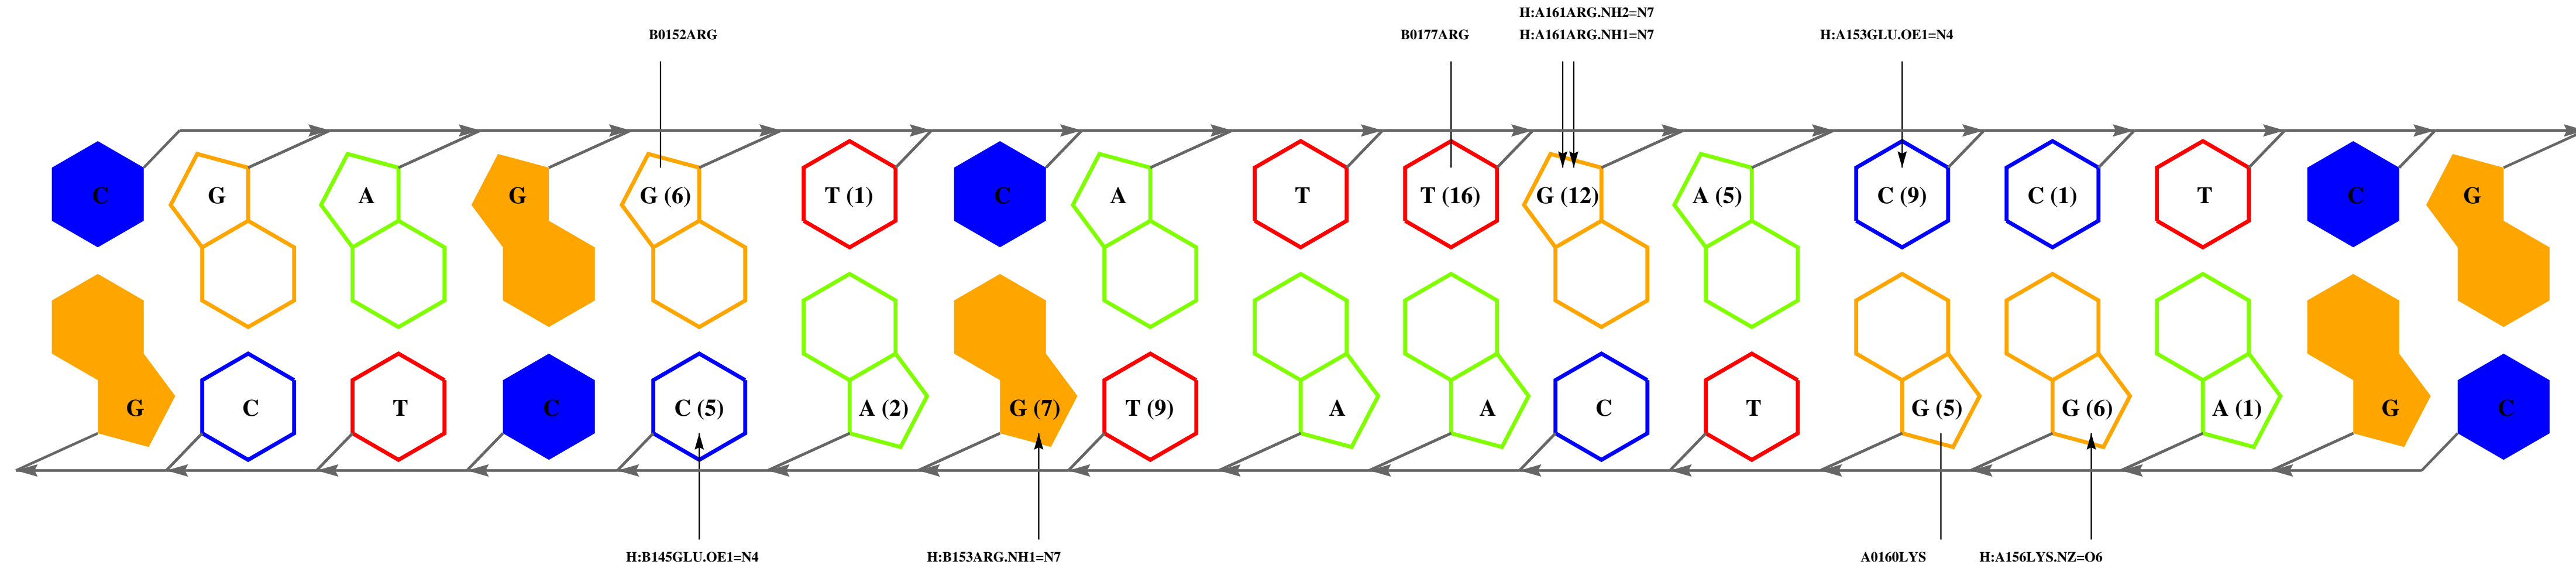 H:A161ARG.NH2=N7
B0152ARG B0177ARG H:A161ARG.NH1=N7 H:A153GLU.OE1=N4
C G A G G (6) T (1) C A T T (16) G (12) A (5) C (9) C (1) T C G
G C T C C (5) A (2) G (7) T (9) A A C T G (5) G (6) A (1) G C
H:B145GLU.OE1=N4 H:B153ARG.NH1=N7 A0160LYS H:A156LYS.NZ=O6